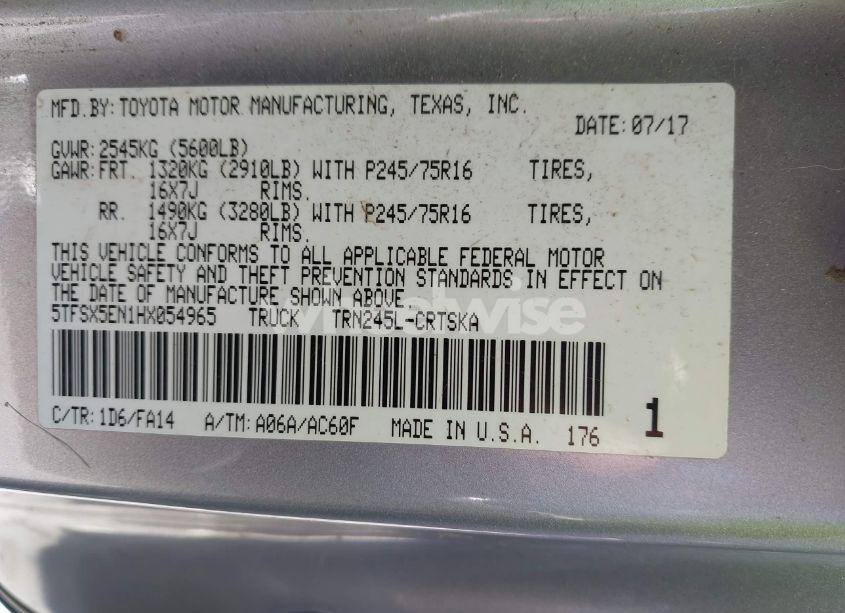 MFD.BY: TOYOTA MOTOR MANUFACTURING, TEXAS, INC.
DATE: 07/17
GVWR: 2545KG (5600LB)
GAWR: FRT. 1320KG (2910LB) WITH P245/75R16 TIRES,
16X7J RIMS.
RR. 1490KG (3280LB) WITH P245/75R16 TIRES,
16X7J RIMS.
THIS VEHICLE CONFORMS TO ALL APPLICABLE FEDERAL MOTOR
VEHICLE SAFETY AND THEFT PREVENTION STANDARDS IN EFFECT ON
THE DATE OF MANUFACTURE SHOWN ABOVE.
5TFSX5EN1HX054965 TRUCK TRN245L-CRTSKA
C/TR: 1D6/FA14 A/TM: A06A/AC60F MADE IN U.S.A. 176 1